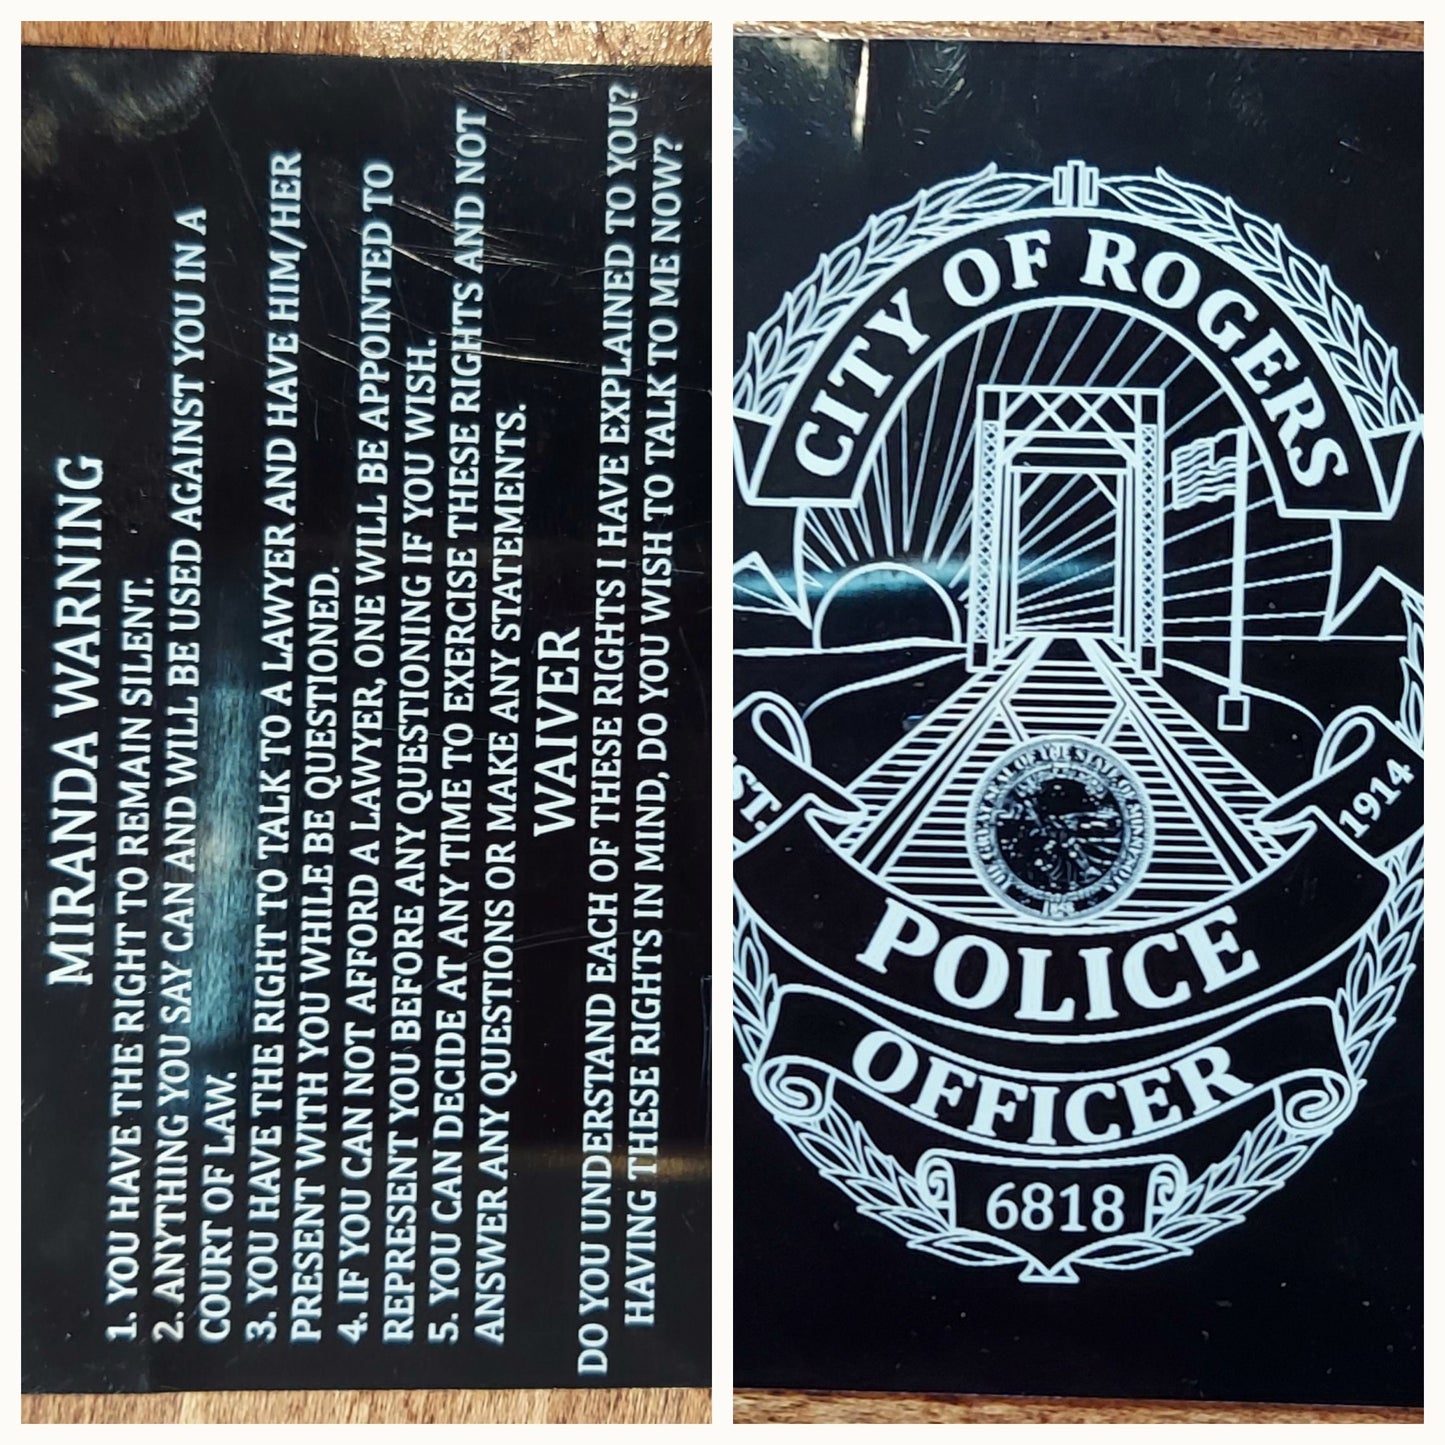 MIRANDA WARNING
1. YOU HAVE THE RIGHT TO REMAIN SILENT.
2. ANYTHING YOU SAY CAN AND WILL BE USED AGAINST YOU IN A
COURT OF LAW.
3. YOU HAVE THE RIGHT TO TALK TO A LAWYER AND HAVE HIM/HER
PRESENT WITH YOU WHILE BE QUESTIONED.
4. IF YOU CAN NOT AFFORD A LAWYER, ONE WILL BE APPOINTED TO
REPRESENT YOU BEFORE ANY QUESTIONING IF YOU WISH.
5. YOU CAN DECIDE AT ANY TIME TO EXERCISE THESE RIGHTS AND NOT
ANSWER ANY QUESTIONS OR MAKE ANY STATEMENTS.
WAIVER
DO YOU UNDERSTAND EACH OF THESE RIGHTS I HAVE EXPLAINED TO YOU?
HAVING THESE RIGHTS IN MIND, DO YOU WISH TO TALK TO ME NOW?
CITY OF ROGERS
ST.
1914
POLICE
OFFICER
6818